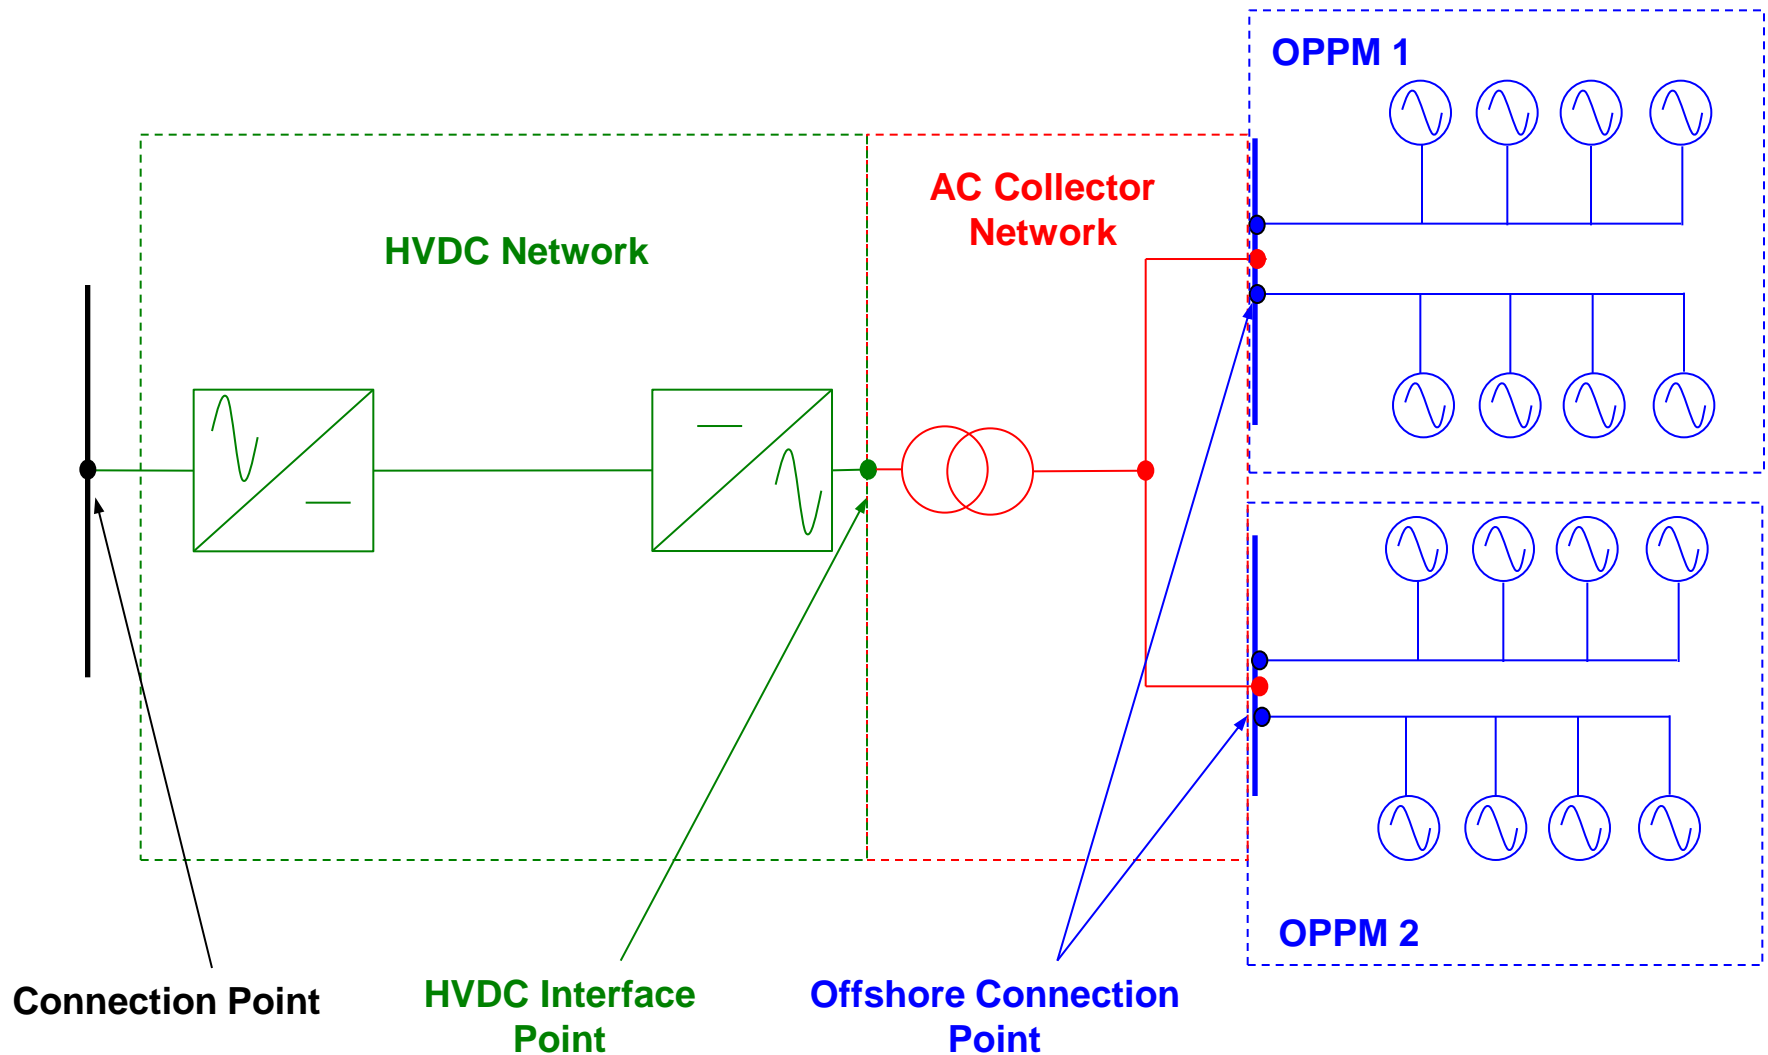 OPPM 1
AC Collector
Network
HVDC Network
OPPM 2
Connection Point
HVDC Interface
Point
Offshore Connection
Point